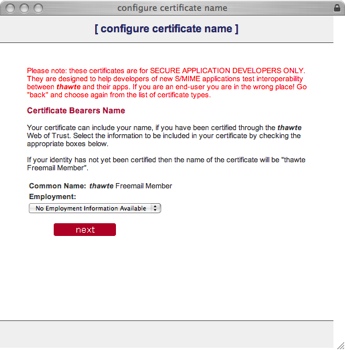 configure certificate name
[ configure certificate name ]
Please note: these certificates are for SECURE APPLICATION DEVELOPERS ONLY.
They are designed to help developers of new S/MIME applications test interoperability
between thawte and their apps. If you are an end-user you are in the wrong place! Go
"back" and choose again from the list of certificate types.
Certificate Bearers Name
Your certificate can include your name, if you have been certified through the thawte
Web of Trust. Select the information to be included in your certificate by checking the
appropriate boxes below.
If your identity has not yet been certified then the name of the certificate will be "thawte
Freemail Member".
Common Name: thawte Freemail Member
Employment:
No Employment Information Available
next